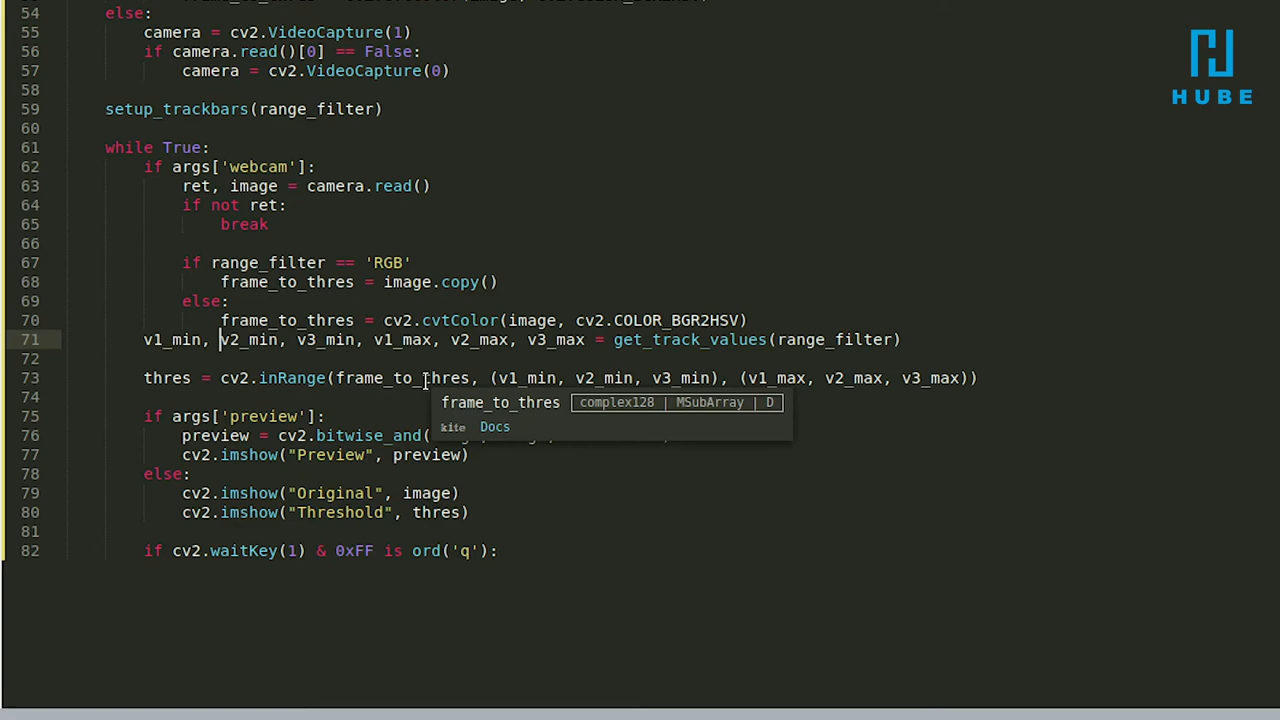 54 else:
55 camera = cv2.VideoCapture(1)
56 if camera.read()[0] == False:
57 camera = cv2.VideoCapture(0)
58
59 setup_trackbars(range_filter)
60
61 while True:
62 if args['webcam']:
63 ret, image = camera.read()
64 if not ret:
65 break
66
67 if range_filter == 'RGB'
68 frame_to_thres = image.copy()
69 else:
70 frame_to_thres = cv2.cvtColor(image, cv2.COLOR_BGR2HSV)
71 v1_min, v2_min, v3_min, v1_max, v2_max, v3_max = get_track_values(range_filter)
72
73 thres = cv2.inRange(frame_to_thres, (v1_min, v2_min, v3_min), (v1_max, v2_max, v3_max))
74
frame_to_thres complex128 | MSubArray | D
kite Docs
75 if args['preview']:
76 preview = cv2.bitwise_and(
77 cv2.imshow("Preview", preview)
78 else:
79 cv2.imshow("Original", image)
80 cv2.imshow("Threshold", thres)
81
82 if cv2.waitKey(1) & 0xFF is ord('q'):
HUBE